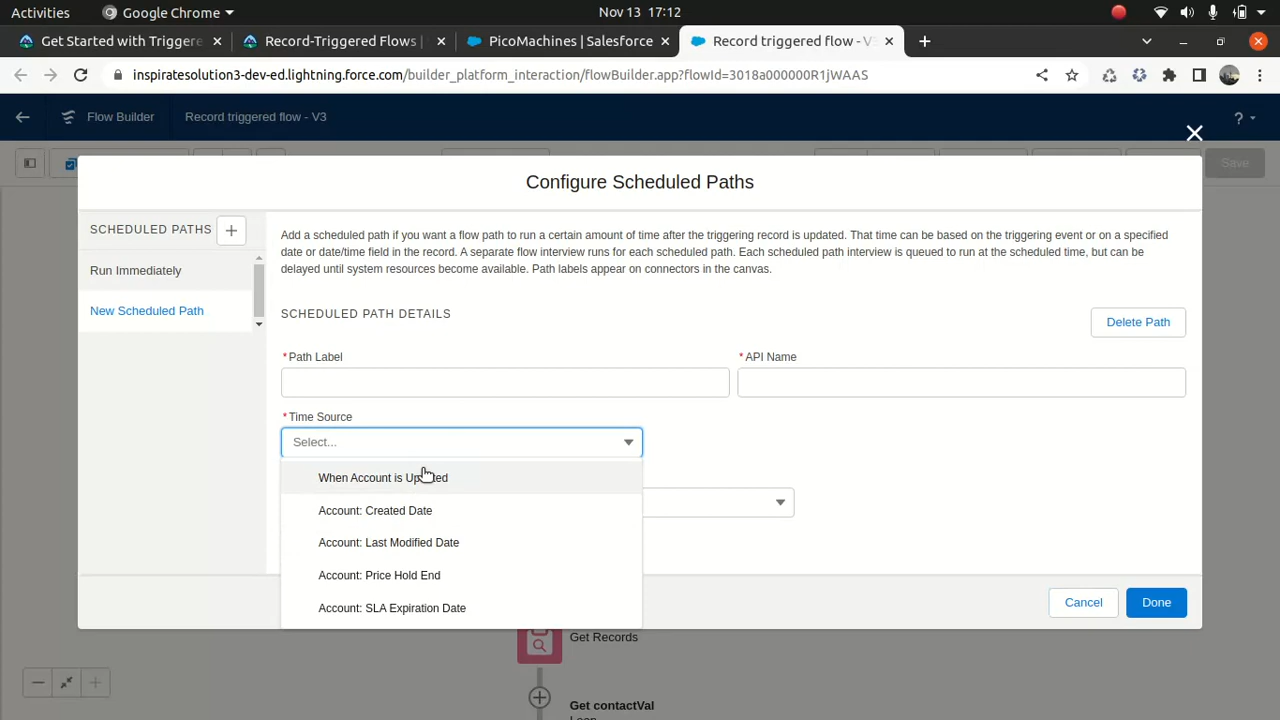 Activities
Google Chrome
Nov 13 17:12
Get Started with Triggere
Record-Triggered Flows |
PicoMachines | Salesforce
Record triggered flow - V3
inspiratesolution3-dev-ed.lightning.force.com/builder_platform_interaction/flowBuilder.app?flowId=3018a000000R1jWAAS
Flow Builder
Record triggered flow - V3
?
Save
Configure Scheduled Paths
SCHEDULED PATHS
Run Immediately
New Scheduled Path
Add a scheduled path if you want a flow path to run a certain amount of time after the triggering record is updated. That time can be based on the triggering event or on a specified
date or date/time field in the record. A separate flow interview runs for each scheduled path. Each scheduled path interview is queued to run at the scheduled time, but can be
delayed until system resources become available. Path labels appear on connectors in the canvas.
SCHEDULED PATH DETAILS
Delete Path
*Path Label
*API Name
*Time Source
Select...
When Account is Updated
Account: Created Date
Account: Last Modified Date
Account: Price Hold End
Account: SLA Expiration Date
Cancel
Done
Get Records
Get contactVal
Loop